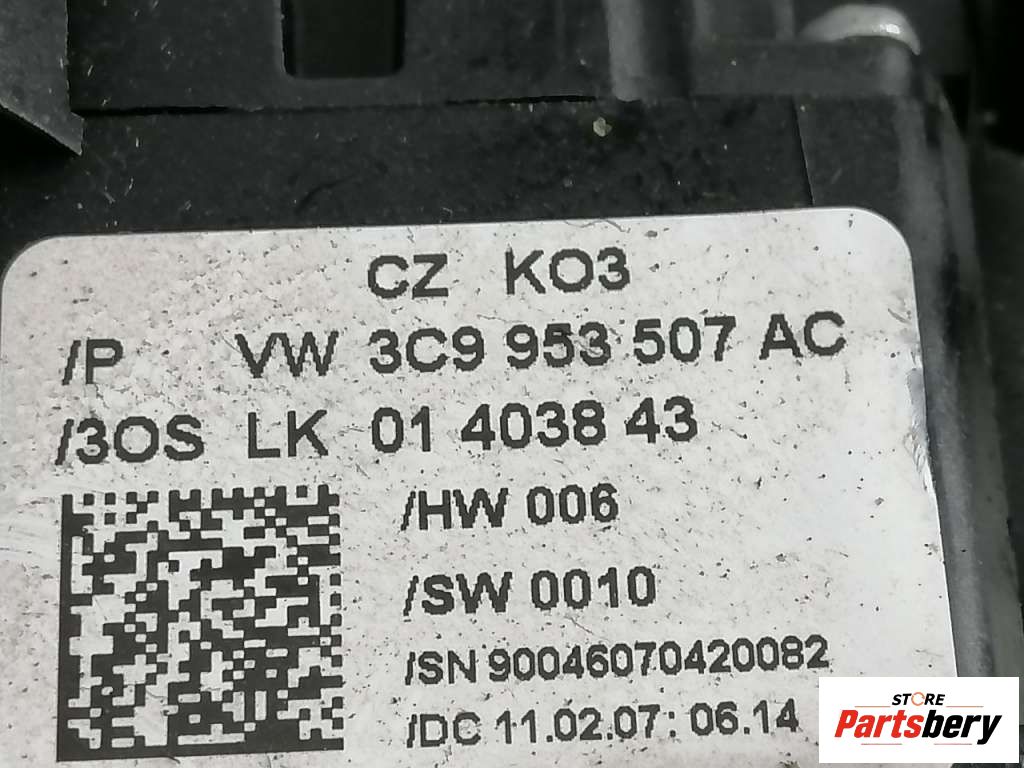 CZ KO3
/P VW 3C9 953 507 AC
/3OS LK 01 4038 43
/HW 006
/SW 0010
/SN 90046070420082
/DC 11.02.07: 06.14
STORE
Partsbery